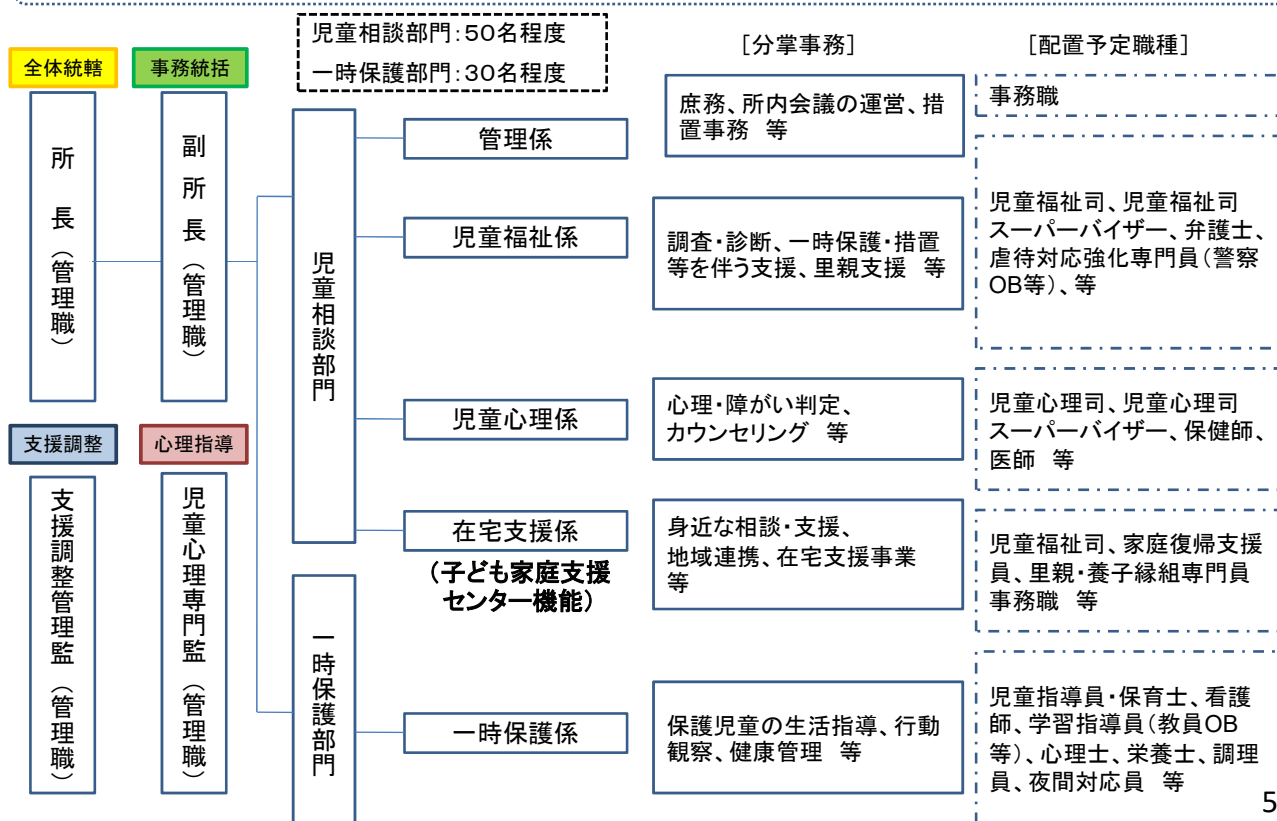 児童相談部門：50名程度
一時保護部門：30名程度
[分掌事務]
[配置予定職種]
全体統轄
事務統括
所長（管理職）
副所長（管理職）
支援調整
心理指導
支援調整管理監（管理職）
児童心理専門監（管理職）
児童相談部門
一時保護部門
管理係
庶務、所内会議の運営、措
置事務　等
事務職
児童福祉係
調査・診断、一時保護・措置
等を伴う支援、里親支援　等
児童福祉司、児童福祉司
スーパーバイザー、弁護士、
虐待対応強化専門員（警察
OB等）、等
児童心理係
心理・障がい判定、
カウンセリング　等
児童心理司、児童心理司
スーパーバイザー、保健師、
医師　等
在宅支援係
（子ども家庭支援
センター機能）
身近な相談・支援、
地域連携、在宅支援事業
等
児童福祉司、家庭復帰支援
員、里親・養子縁組専門員
事務職　等
一時保護係
保護児童の生活指導、行動
観察、健康管理　等
児童指導員・保育士、看護
師、学習指導員（教員OB
等）、心理士、栄養士、調理
員、夜間対応員　等
5